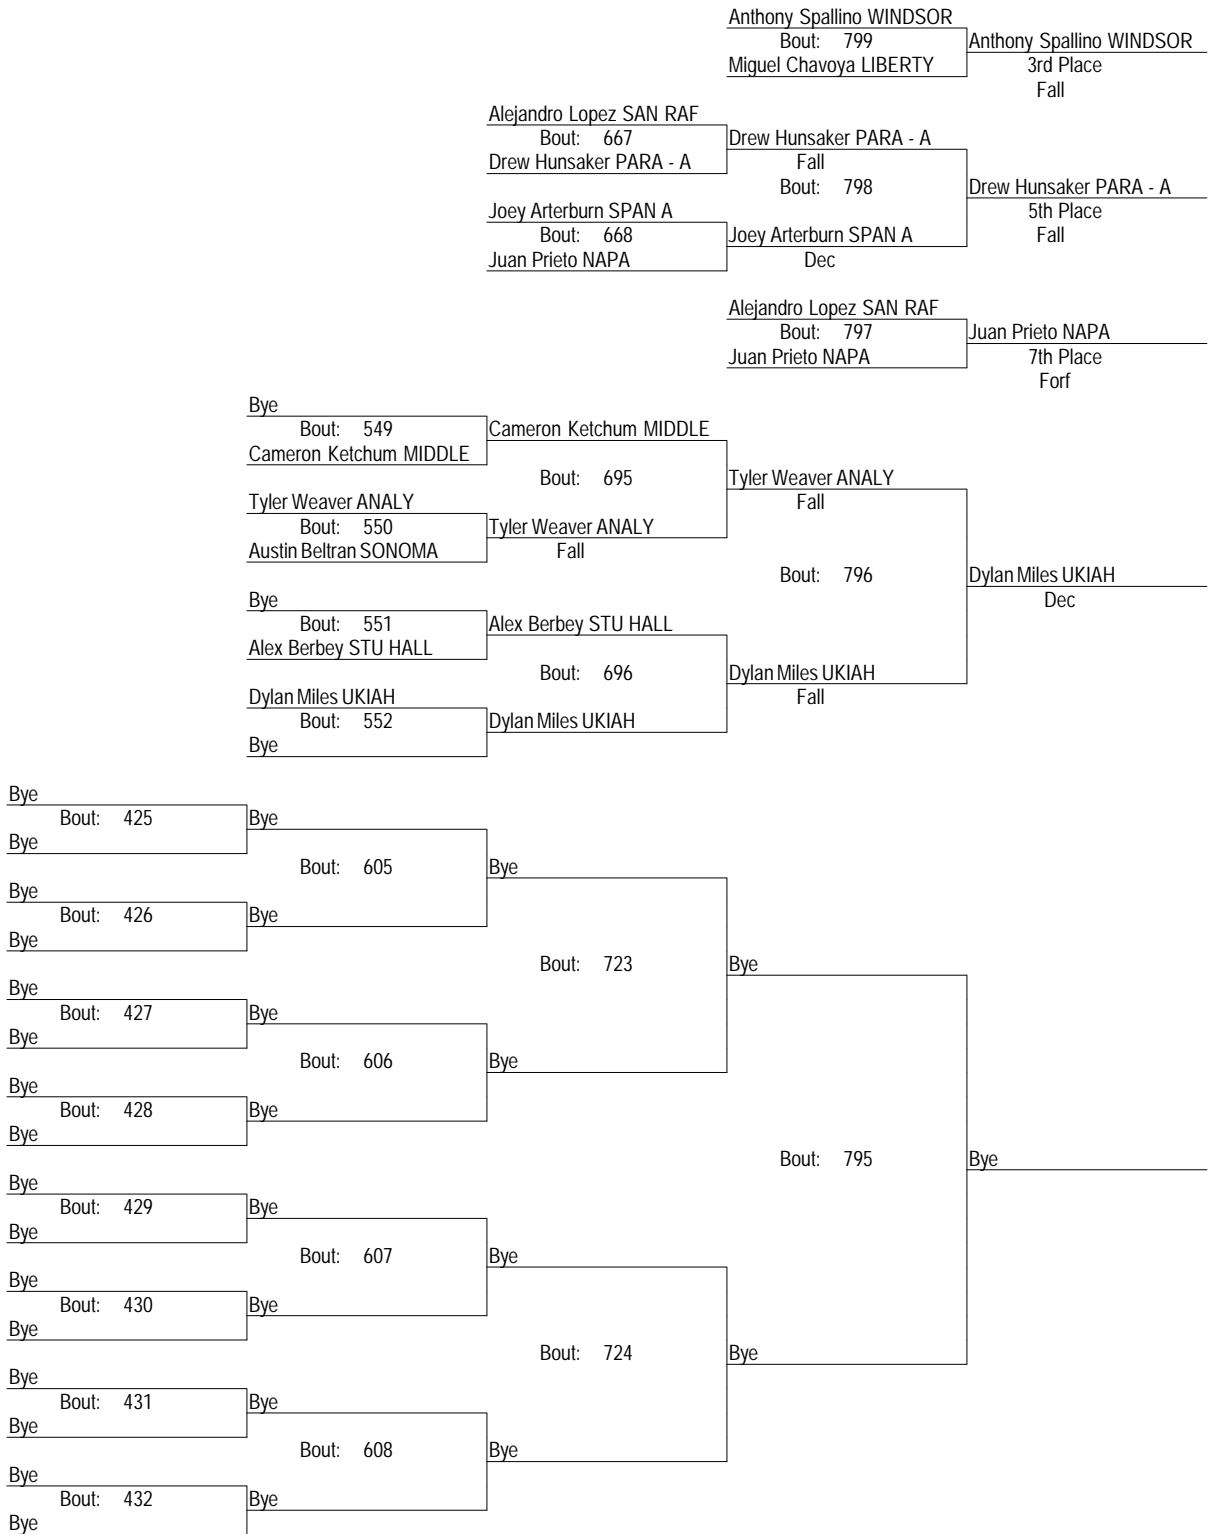 Anthony Spallino WINDSOR
Bout: 799
Anthony Spallino WINDSOR
Miguel Chavoya LIBERTY
3rd Place
Fall
Alejandro Lopez SAN RAF
Bout: 667
Drew Hunsaker PARA - A
Drew Hunsaker PARA - A
Fall
Bout: 798
Drew Hunsaker PARA - A
5th Place
Fall
Joey Arterburn SPAN A
Bout: 668
Joey Arterburn SPAN A
Juan Prieto NAPA
Dec
Alejandro Lopez SAN RAF
Bout: 797
Juan Prieto NAPA
Juan Prieto NAPA
7th Place
Forf
Bye
Bout: 549
Cameron Ketchum MIDDLE
Cameron Ketchum MIDDLE
Bout: 695
Tyler Weaver ANALY
Fall
Tyler Weaver ANALY
Bout: 550
Tyler Weaver ANALY
Austin Beltran SONOMA
Fall
Bout: 796
Dylan Miles UKIAH
Dec
Bye
Bout: 551
Alex Berbey STU HALL
Alex Berbey STU HALL
Bout: 696
Dylan Miles UKIAH
Fall
Dylan Miles UKIAH
Bout: 552
Dylan Miles UKIAH
Bye
Bye
Bout: 425
Bye
Bye
Bout: 605
Bye
Bye
Bout: 426
Bye
Bye
Bout: 723
Bye
Bye
Bout: 427
Bye
Bye
Bout: 606
Bye
Bye
Bout: 428
Bye
Bye
Bout: 795
Bye
Bye
Bout: 429
Bye
Bye
Bout: 607
Bye
Bye
Bout: 430
Bye
Bye
Bout: 724
Bye
Bye
Bout: 431
Bye
Bye
Bout: 608
Bye
Bye
Bout: 432
Bye
Bye